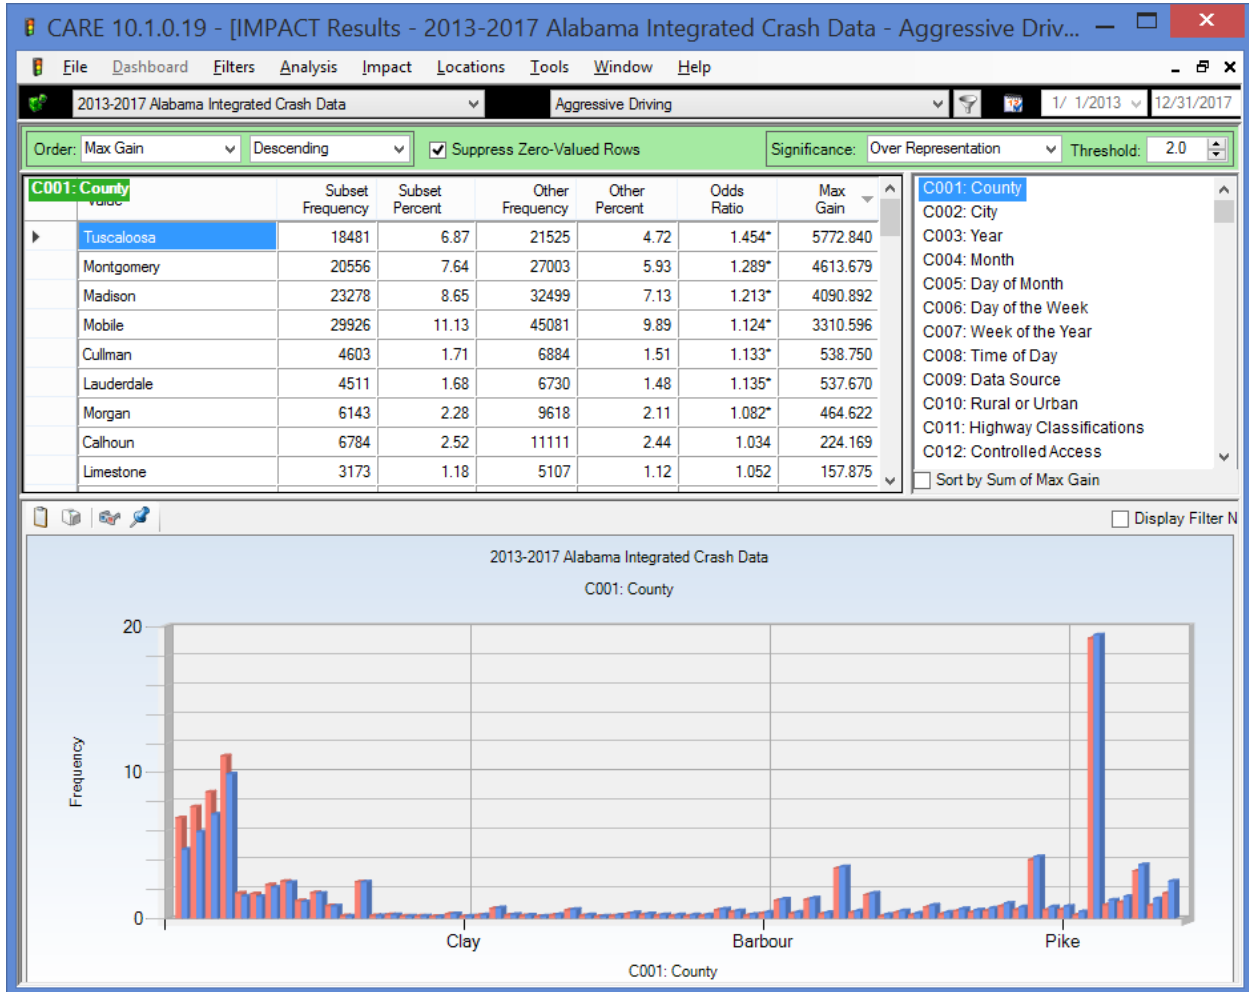 CARE 10.1.0.19 - [IMPACT Results - 2013-2017 Alabama Integrated Crash Data - Aggressive Driv...
File Dashboard Filters Analysis Impact Locations Tools Window Help
2013-2017 Alabama Integrated Crash Data Aggressive Driving 1/ 1/2013 12/31/2017
Order: Max Gain Descending Suppress Zero-Valued Rows Significance: Over Representation Threshold: 2.0
C001: County
Value Subset Frequency Subset Percent Other Frequency Other Percent Odds Ratio Max Gain
Tuscaloosa 18481 6.87 21525 4.72 1.454* 5772.840
Montgomery 20556 7.64 27003 5.93 1.289* 4613.679
Madison 23278 8.65 32499 7.13 1.213* 4090.892
Mobile 29926 11.13 45081 9.89 1.124* 3310.596
Cullman 4603 1.71 6884 1.51 1.133* 538.750
Lauderdale 4511 1.68 6730 1.48 1.135* 537.670
Morgan 6143 2.28 9618 2.11 1.082* 464.622
Calhoun 6784 2.52 11111 2.44 1.034 224.169
Limestone 3173 1.18 5107 1.12 1.052 157.875
C001: County
C002: City
C003: Year
C004: Month
C005: Day of Month
C006: Day of the Week
C007: Week of the Year
C008: Time of Day
C009: Data Source
C010: Rural or Urban
C011: Highway Classifications
C012: Controlled Access
Sort by Sum of Max Gain
Display Filter N
2013-2017 Alabama Integrated Crash Data
C001: County
20
10
0
Frequency
Clay Barbour Pike
C001: County